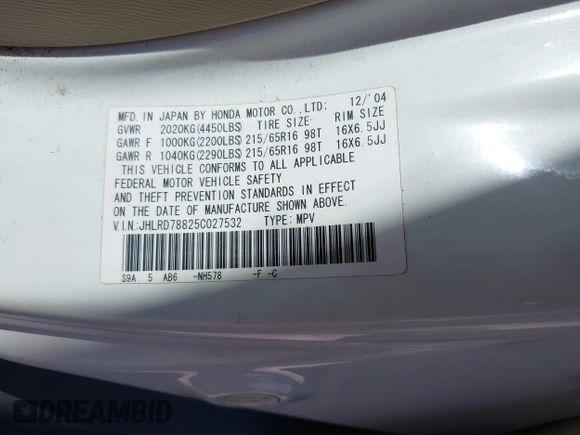 MFD. IN JAPAN BY HONDA MOTOR CO.,LTD; 12/'04
GVWR 2020KG(4450LBS) TIRE SIZE RIM SIZE
GAWR F 1000KG(2200LBS) 215/65R16 98T 16X6.5JJ
GAWR R 1040KG(2290LBS) 215/65R16 98T 16X6.5JJ
THIS VEHICLE CONFORMS TO ALL APPLICABLE
FEDERAL MOTOR VEHICLE SAFETY
AND THEFT PREVENTION STANDARDS IN EFFECT
ON THE DATE OF MANUFACTURE SHOWN ABOVE.
V.I.N.:JHLRD78825C027532 TYPE: MPV
S9A 5 AB6 -NH578 -F -C
DREAMBID